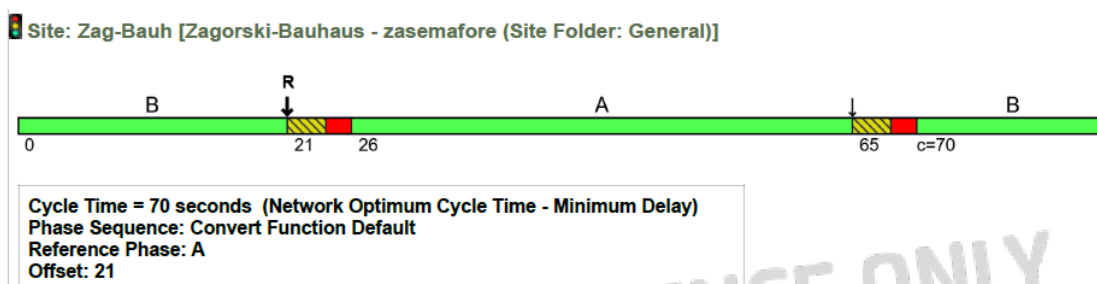 Site: Zag-Bauh [Zagorski-Bauhaus - zasemafore (Site Folder: General)]
R
B A B
0 21 26 65 c=70
Cycle Time = 70 seconds (Network Optimum Cycle Time - Minimum Delay)
Phase Sequence: Convert Function Default
Reference Phase: A
Offset: 21
ONLY